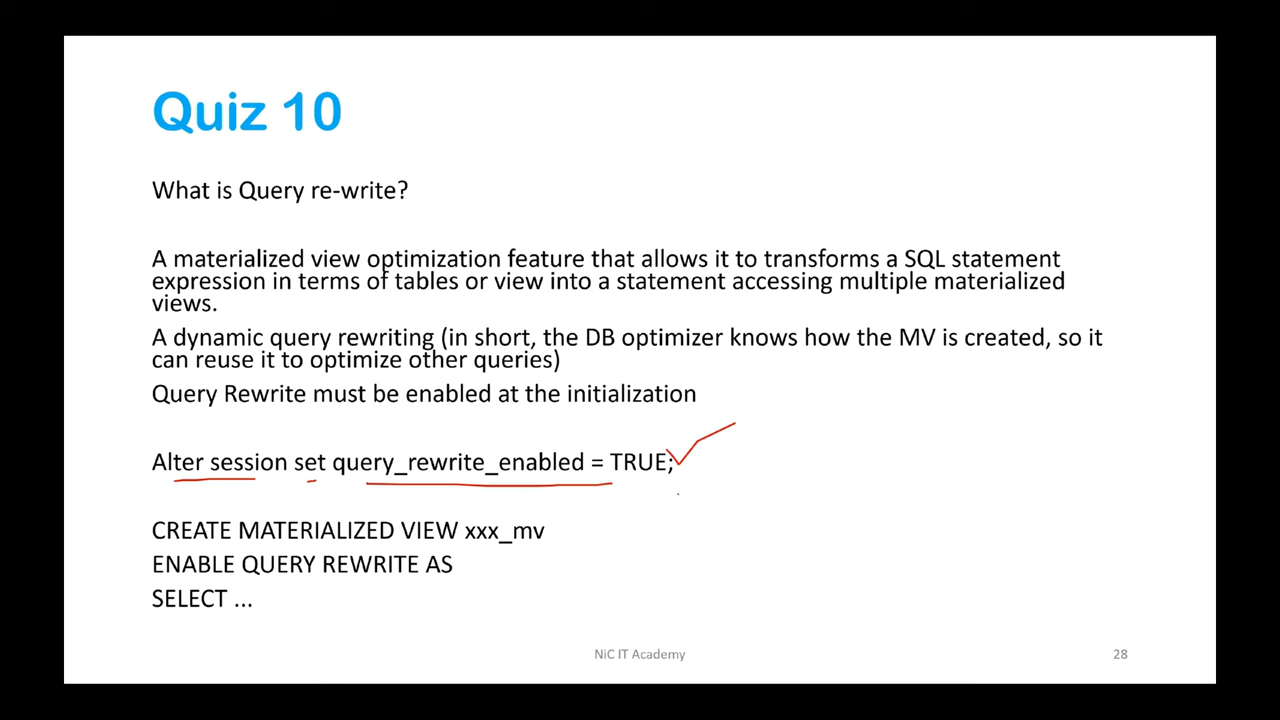 Quiz 10
What is Query re-write?
A materialized view optimization feature that allows it to transforms a SQL statement
expression in terms of tables or view into a statement accessing multiple materialized
views.
A dynamic query rewriting (in short, the DB optimizer knows how the MV is created, so it
can reuse it to optimize other queries)
Query Rewrite must be enabled at the initialization
Alter session set query_rewrite_enabled = TRUE;
CREATE MATERIALIZED VIEW xxx_mv
ENABLE QUERY REWRITE AS
SELECT ...
NiC IT Academy
28